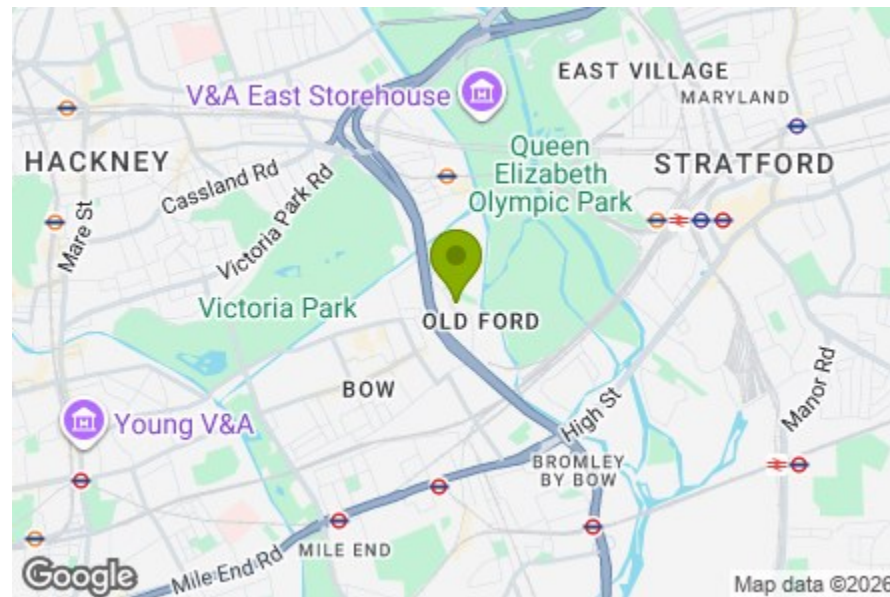 EAST VILLAGE
V&A East Storehouse
MARYLAND
HACKNEY
Queen
Elizabeth
Olympic Park
STRATFORD
Cassland Rd
Victoria Park Rd
Mare St
Victoria Park
OLD FORD
BOW
Manor Rd
High St
Young V&A
BROMLEY
BY BOW
MILE END
Mile End Rd
Google
Map data ©2026